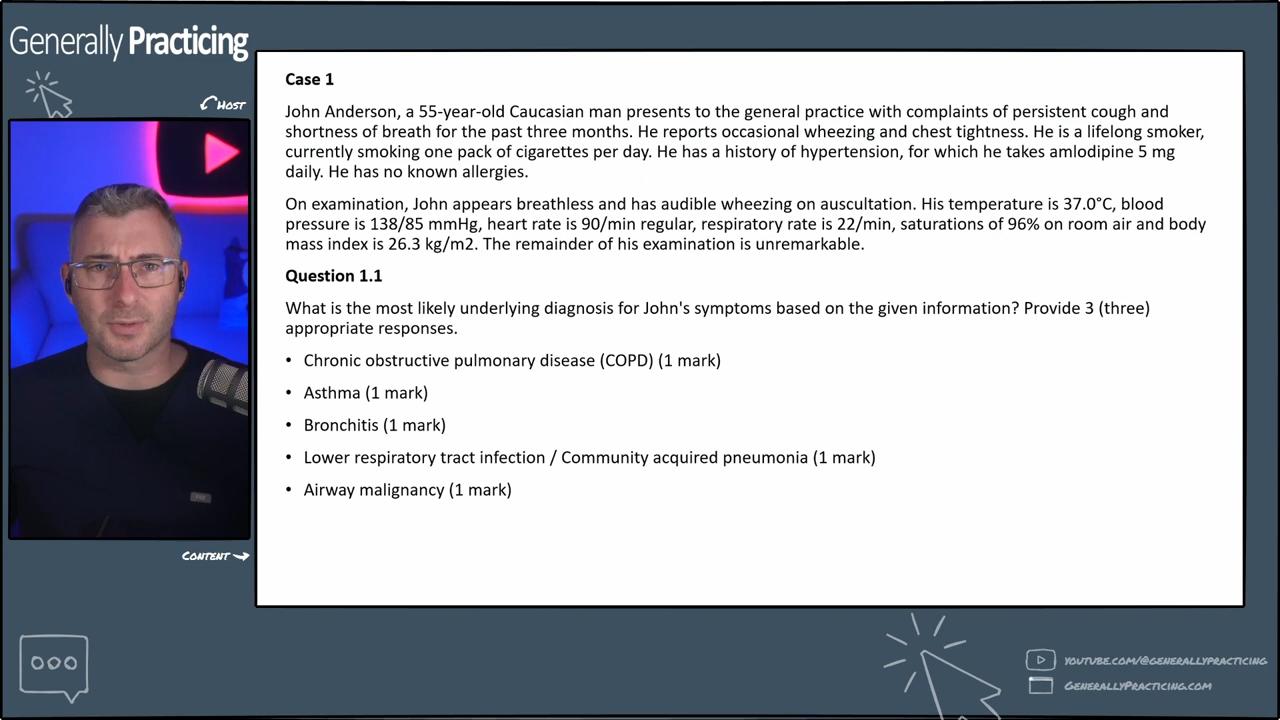 Generally Practicing
Host
Case 1
John Anderson, a 55-year-old Caucasian man presents to the general practice with complaints of persistent cough and
shortness of breath for the past three months. He reports occasional wheezing and chest tightness. He is a lifelong smoker,
currently smoking one pack of cigarettes per day. He has a history of hypertension, for which he takes amlodipine 5 mg
daily. He has no known allergies.
On examination, John appears breathless and has audible wheezing on auscultation. His temperature is 37.0°C, blood
pressure is 138/85 mmHg, heart rate is 90/min regular, respiratory rate is 22/min, saturations of 96% on room air and body
mass index is 26.3 kg/m2. The remainder of his examination is unremarkable.
Question 1.1
What is the most likely underlying diagnosis for John's symptoms based on the given information? Provide 3 (three)
appropriate responses.
• Chronic obstructive pulmonary disease (COPD) (1 mark)
• Asthma (1 mark)
• Bronchitis (1 mark)
• Lower respiratory tract infection / Community acquired pneumonia (1 mark)
• Airway malignancy (1 mark)
Content
youtube.com/@generallypracticing
GenerallyPracticing.com